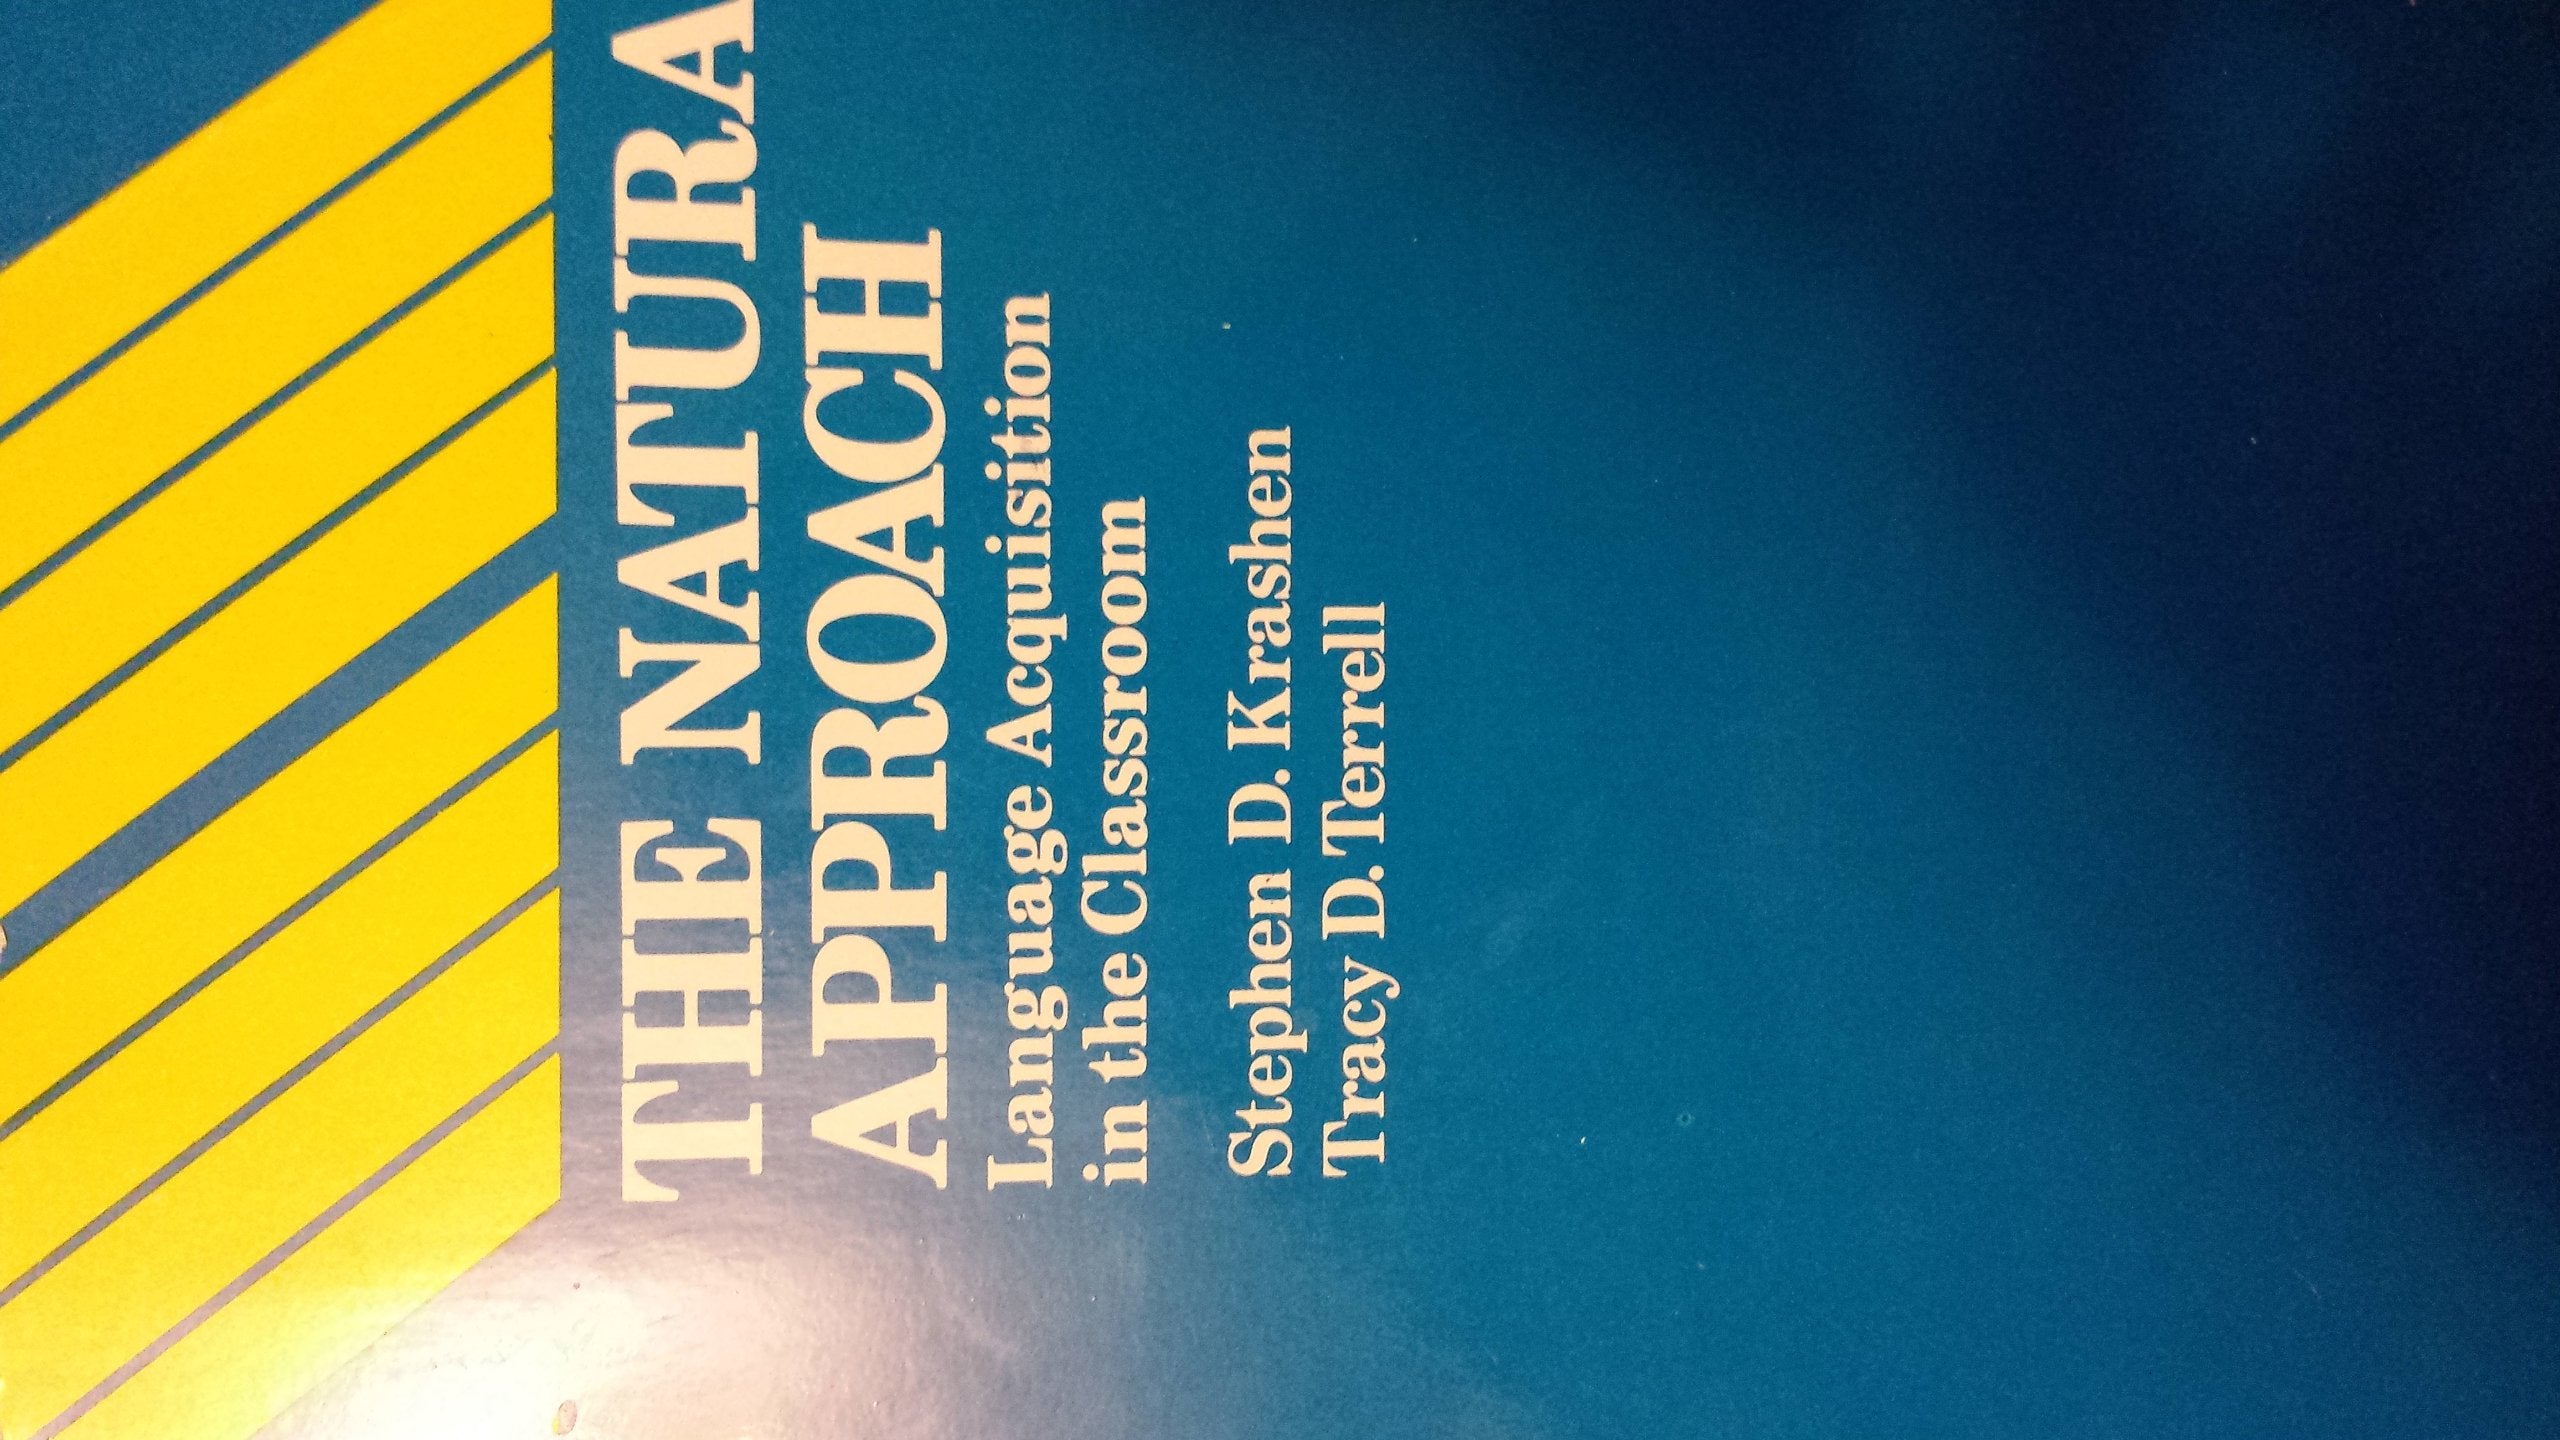 THE NATURA
APPROACH
Language Acquisition
in the Classroom
Stephen D. Krashen
Tracy D. Terrell